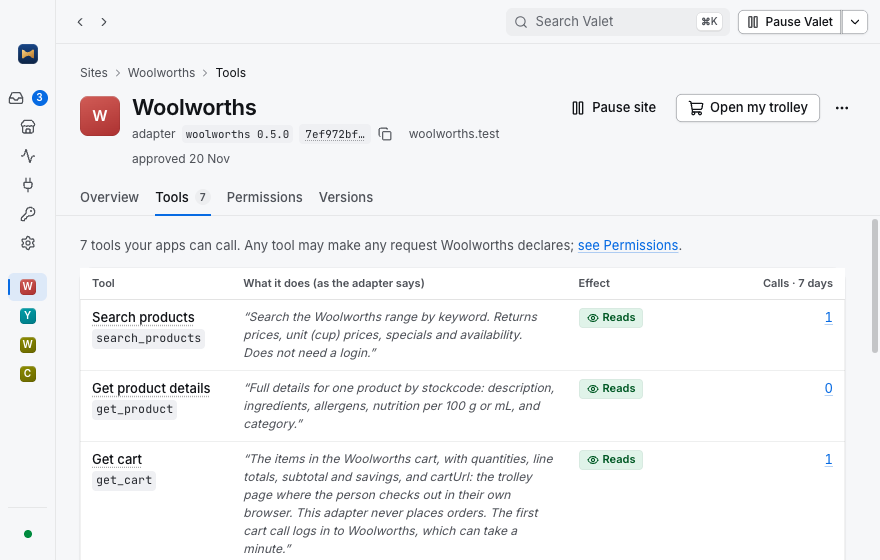 Search Valet
⌘K
Pause Valet
3
Sites
Woolworths
Tools
W
Woolworths
Pause site
Open my trolley
adapter
woolworths 0.5.0
7ef972bf…
woolworths.test
approved 20 Nov
Overview
Tools 7
Permissions
Versions
W
Y
W
C
7 tools your apps can call. Any tool may make any request Woolworths declares; see Permissions.
Tool
What it does (as the adapter says)
Effect
Calls · 7 days
Search products
search_products
“Search the Woolworths range by keyword. Returns
prices, unit (cup) prices, specials and availability.
Does not need a login.”
Reads
1
Get product details
get_product
“Full details for one product by stockcode: description,
ingredients, allergens, nutrition per 100 g or mL, and
category.”
Reads
0
Get cart
get_cart
“The items in the Woolworths cart, with quantities, line
totals, subtotal and savings, and cartUrl: the trolley
page where the person checks out in their own
browser. This adapter never places orders. The first
cart call logs in to Woolworths, which can take a
minute.”
Reads
1